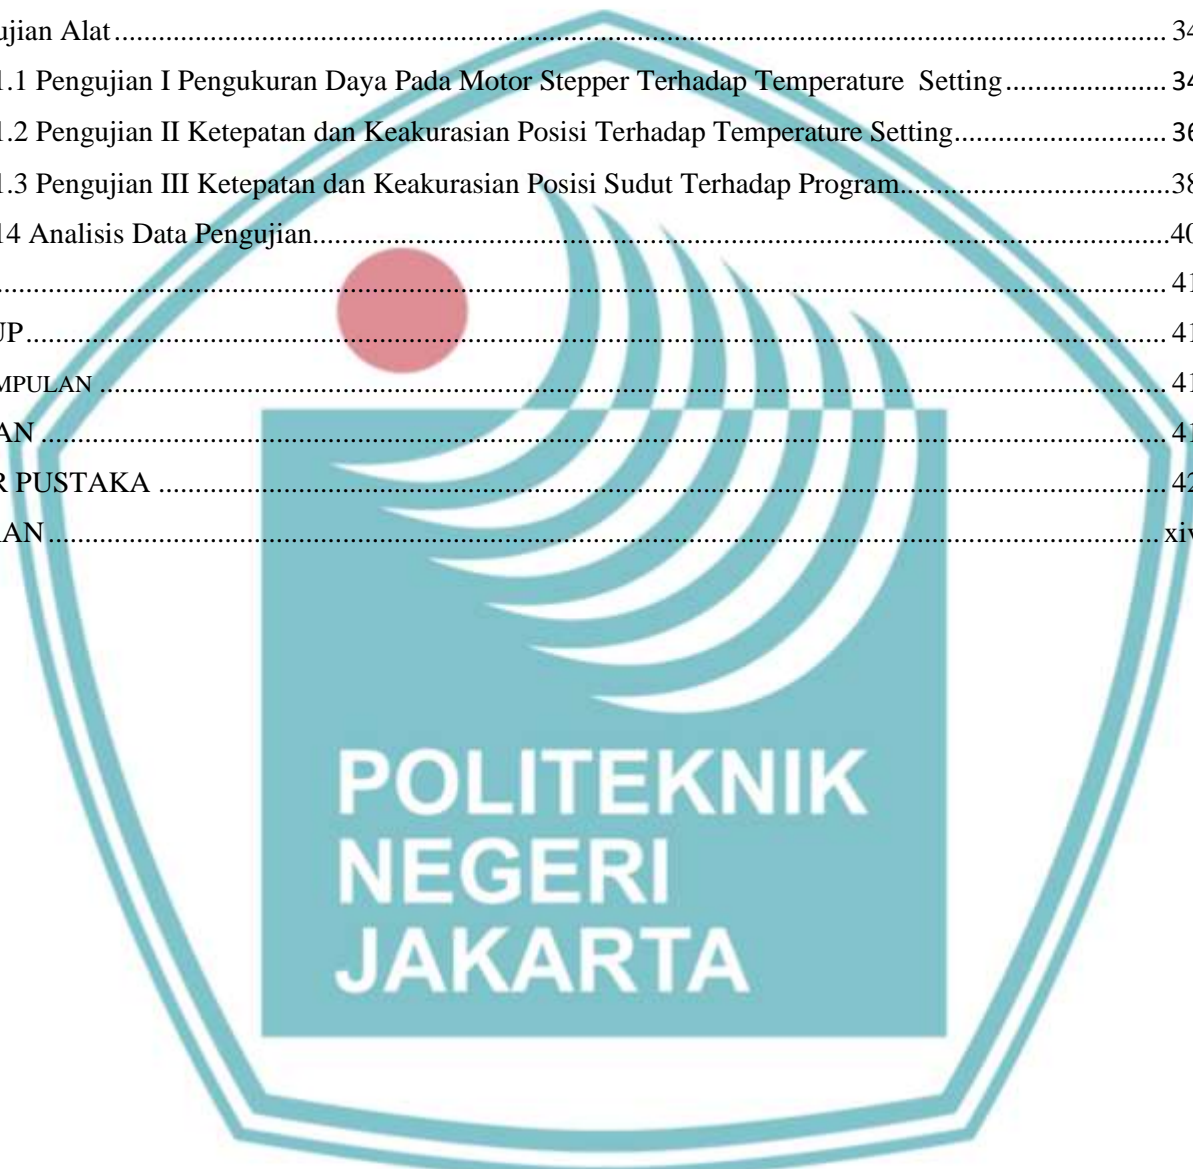 ujian Alat.......... 34
1.1 Pengujian I Pengukuran Daya Pada Motor Stepper Terhadap Temperature Setting.......... 34
1.2 Pengujian II Ketepatan dan Keakurasian Posisi Terhadap Temperature Setting.......... 36
1.3 Pengujian III Ketepatan dan Keakurasian Posisi Sudut Terhadap Program..........38
14 Analisis Data Pengujian..........40
.......... 41
UP.......... 41
MPULAN .......... 41
AN .......... 41
R PUSTAKA .......... 42
RAN.......... xiv
POLITEKNIK
NEGERI
JAKARTA